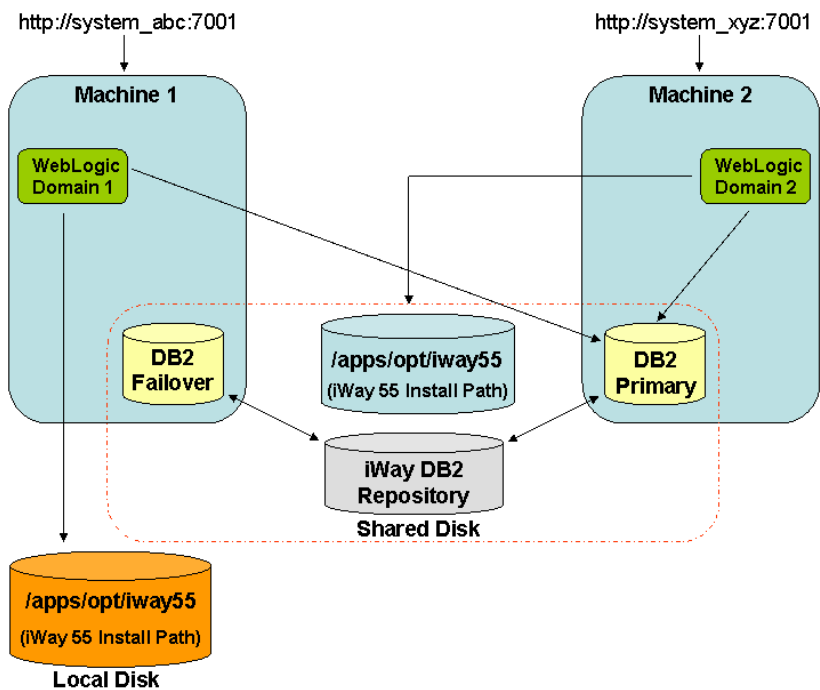 http://system_abc:7001
http://system_xyz:7001
Machine 1
Machine 2
WebLogic
Domain 1
WebLogic
Domain 2
DB2
Failover
/apps/opt/iway55
(iWay 55 Install Path)
DB2
Primary
iWay DB2
Repository
Shared Disk
/apps/opt/iway55
(iWay 55 Install Path)
Local Disk